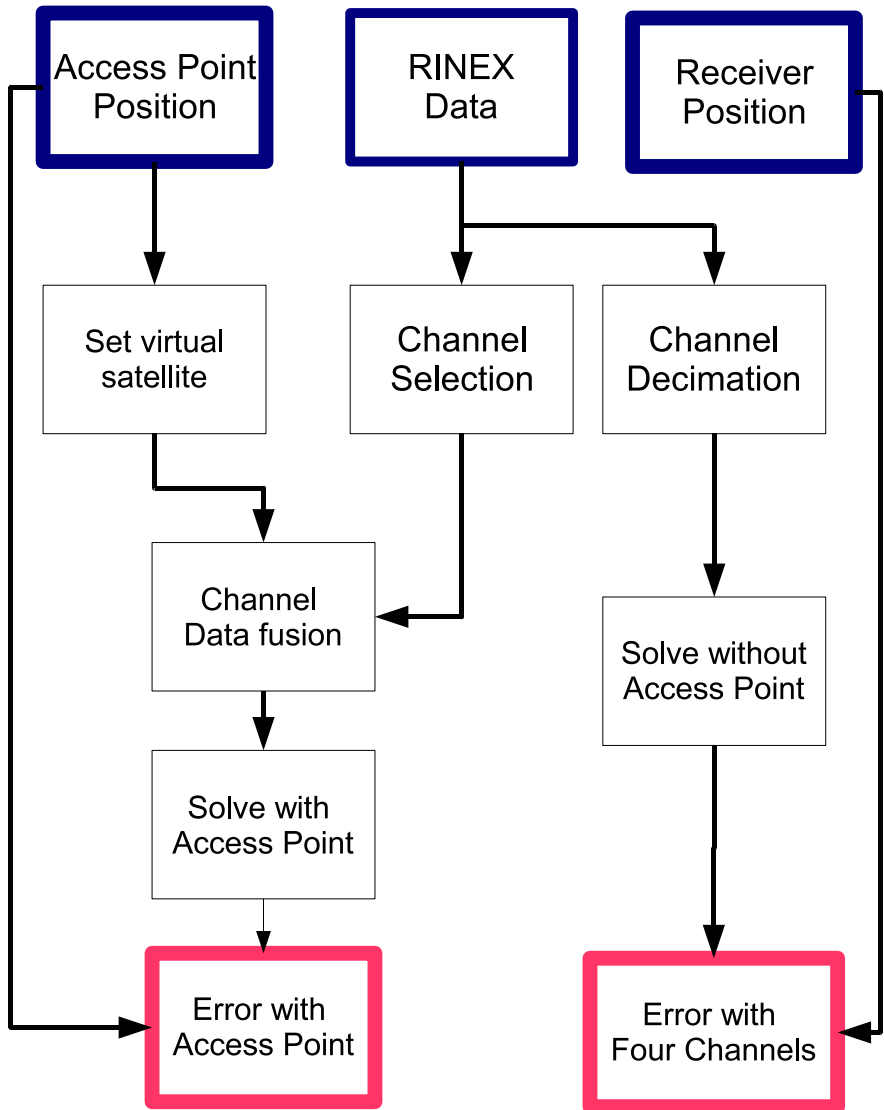 Access Point
Position
RINEX
Data
Receiver
Position
Set virtual
satellite
Channel
Selection
Channel
Decimation
Channel
Data fusion
Solve without
Access Point
Solve with
Access Point
Error with
Access Point
Error with
Four Channels